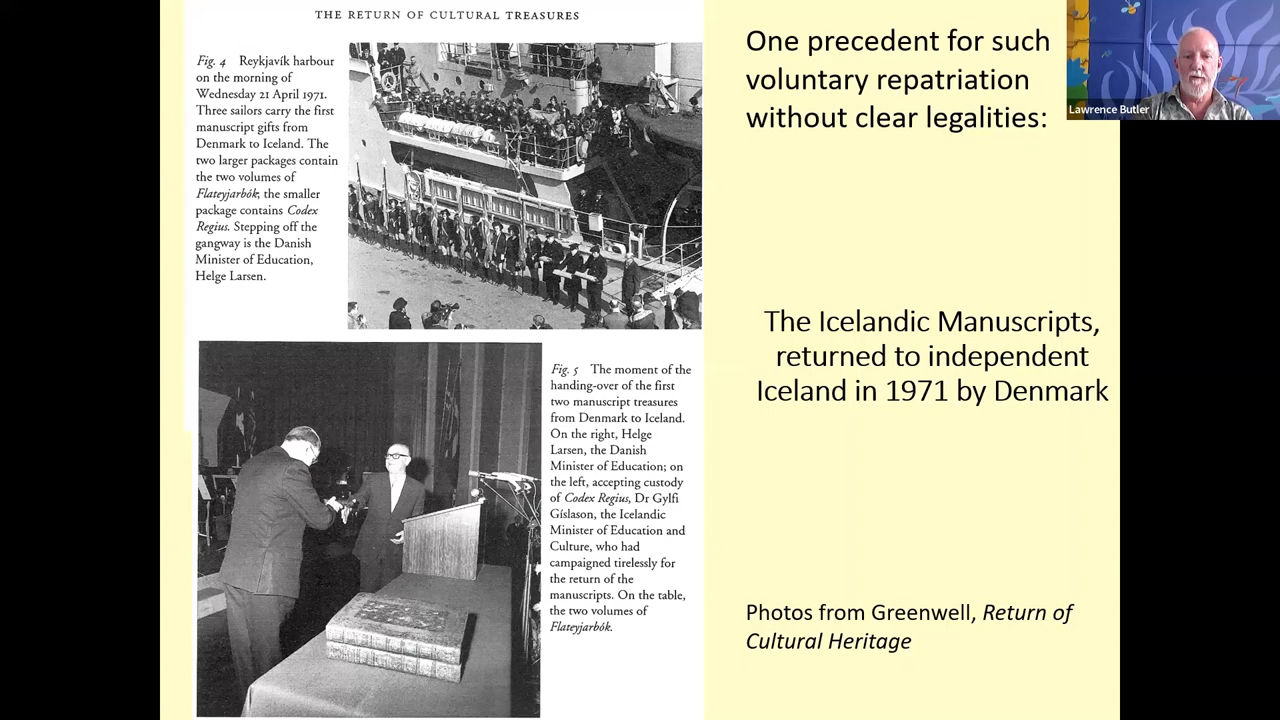 THE RETURN OF CULTURAL TREASURES
Fig. 4 Reykjavík harbour
on the morning of
Wednesday 21 April 1971.
Three sailors carry the first
manuscript gifts from
Denmark to Iceland. The
two larger packages contain
the two volumes of
Flateyjarbók; the smaller
package contains Codex
Regius. Stepping off the
gangway is the Danish
Minister of Education,
Helge Larsen.
Fig. 5 The moment of the
handing-over of the first
two manuscript treasures
from Denmark to Iceland.
On the right, Helge
Larsen, the Danish
Minister of Education; on
the left, accepting custody
of Codex Regius, Dr Gylfi
Gíslason, the Icelandic
Minister of Education and
Culture, who had
campaigned tirelessly for
the return of the
manuscripts. On the table,
the two volumes of
Flateyjarbók.
One precedent for such
voluntary repatriation
without clear legalities:
The Icelandic Manuscripts,
returned to independent
Iceland in 1971 by Denmark
Photos from Greenwell, Return of
Cultural Heritage
Lawrence Butler